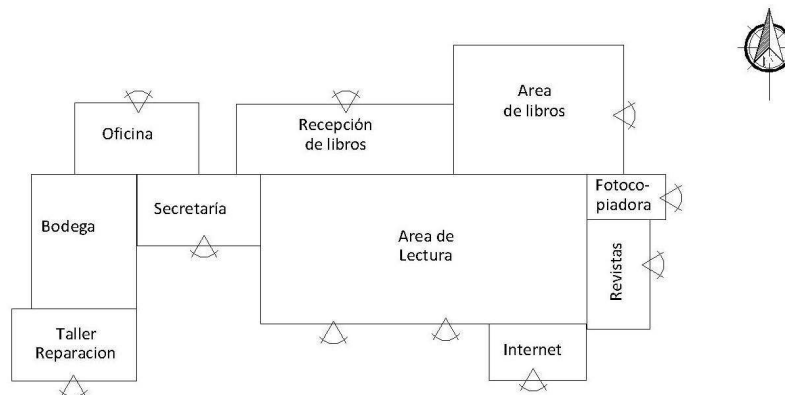 Area
de libros
Oficina
Recepción
de libros
Fotoco-
piadora
Secretaría
Bodega
Area de
Lectura
Revistas
Taller
Reparacion
Internet